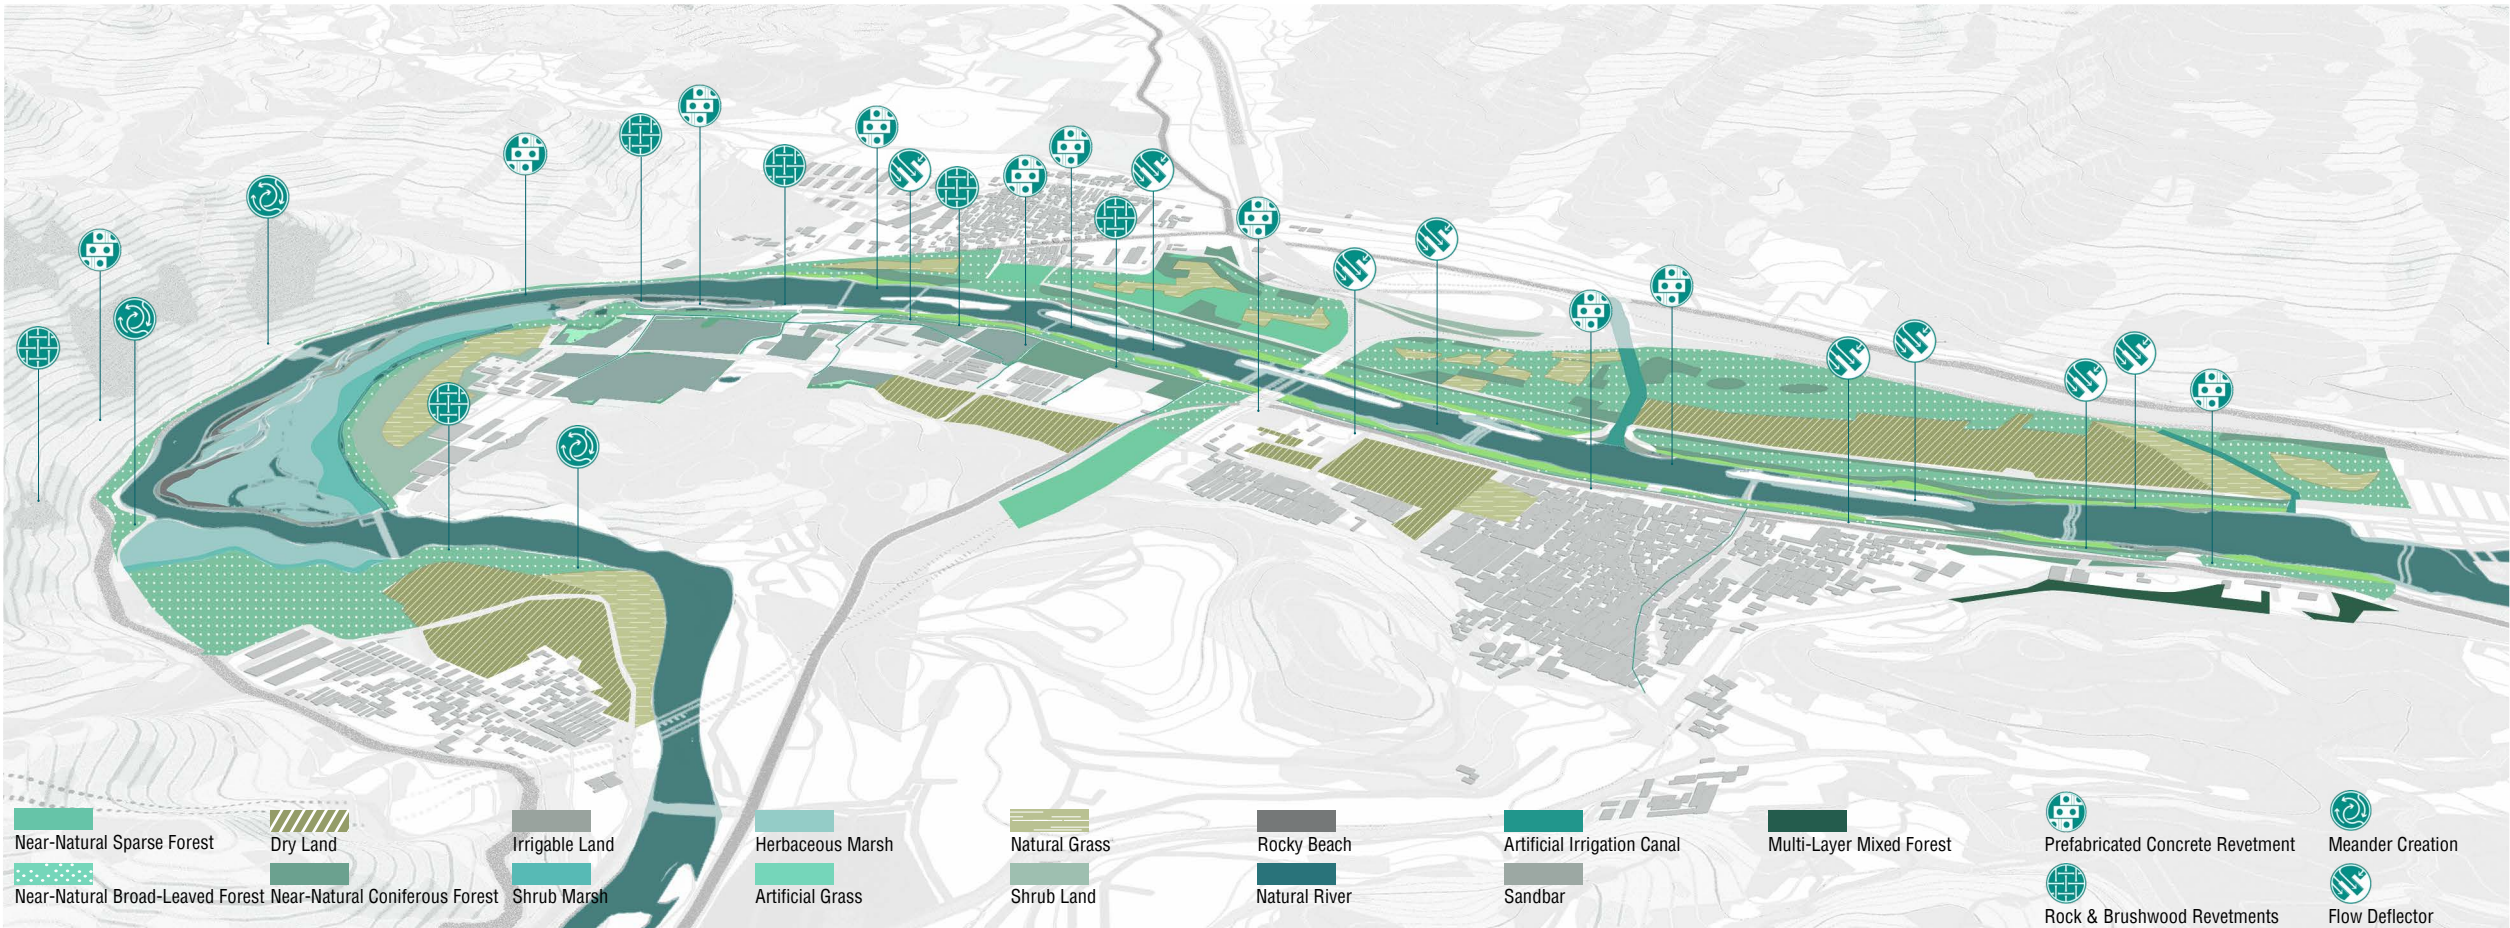 Near-Natural Sparse Forest
Dry Land
Irrigable Land
Herbaceous Marsh
Natural Grass
Rocky Beach
Artificial Irrigation Canal
Multi-Layer Mixed Forest
Prefabricated Concrete Revetment
Meander Creation
Near-Natural Broad-Leaved Forest
Near-Natural Coniferous Forest
Shrub Marsh
Artificial Grass
Shrub Land
Natural River
Sandbar
Rock & Brushwood Revetments
Flow Deflector